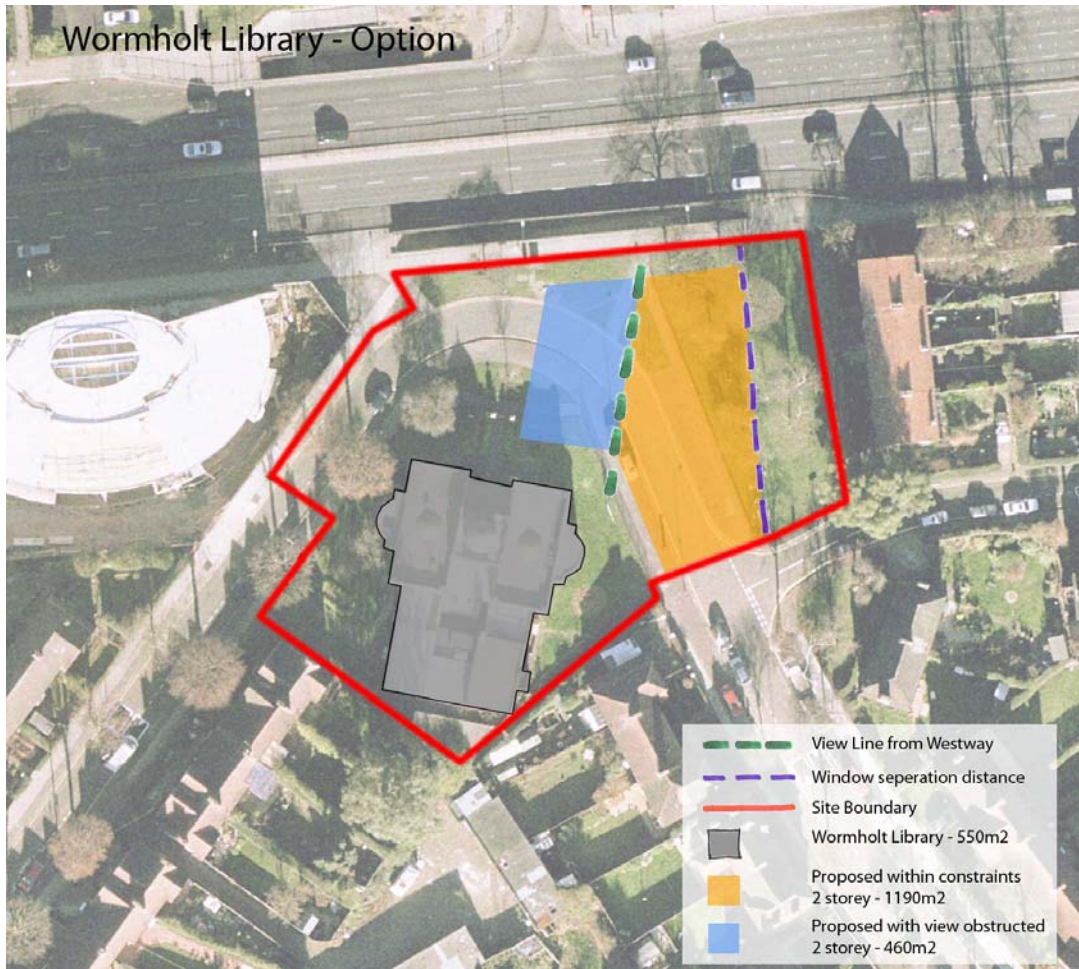 Wormholt Library - Option
View Line from Westway
Window seperation distance
Site Boundary
Wormholt Library - 550m2
Proposed within constraints
2 storey - 1190m2
Proposed with view obstructed
2 storey - 460m2